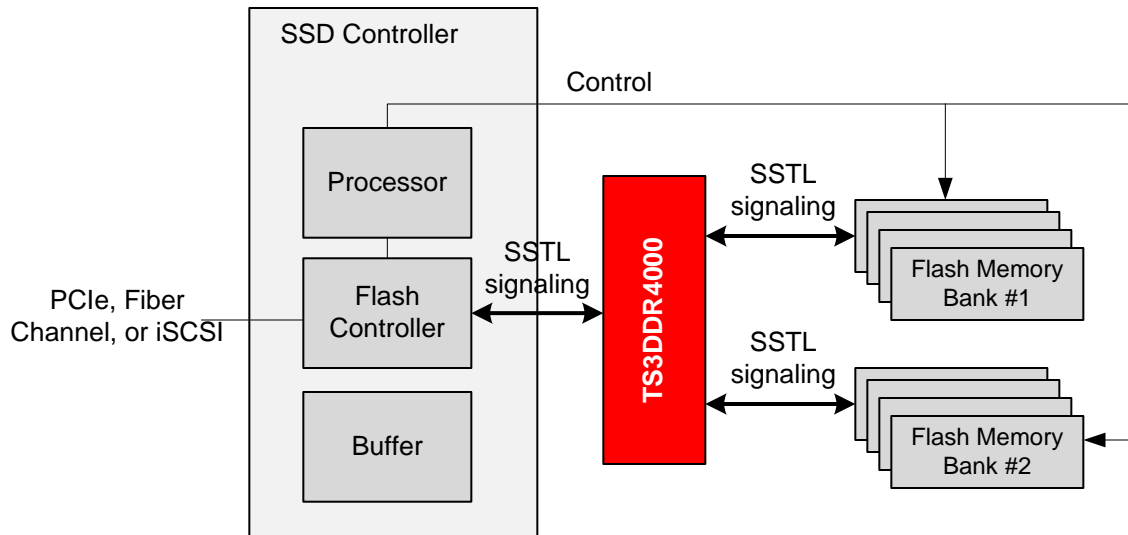 SSD Controller
Control
Processor
SSTL
signaling
SSTL
signaling
Flash
Controller
PCIe, Fiber
Channel, or iSCSI
TS3DDR4000
Flash Memory
Bank #1
SSTL
signaling
Buffer
Flash Memory
Bank #2